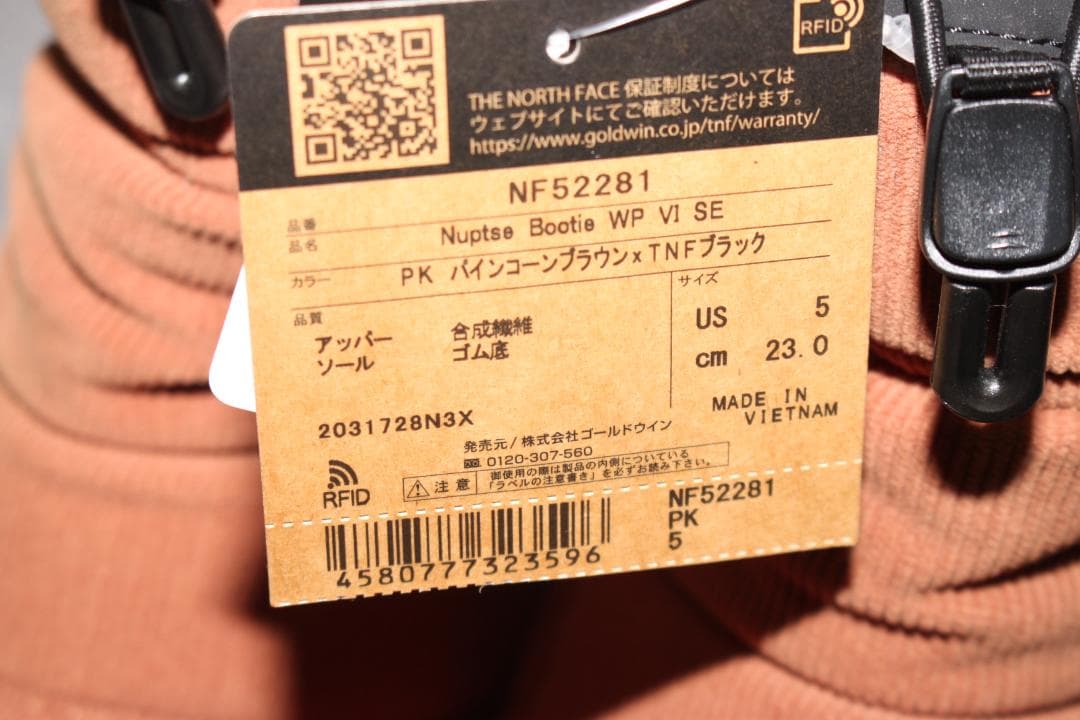 RFID
THE NORTH FACE 保証制度については
ウェブサイトにてご確認いただけます。
https://www.goldwin.co.jp/tnf/warranty/
品番 NF52281
品名 Nuptse Bootie WP VI SE
カラー PK パインコーンブラウンxTNFブラック
品質
アッパー 合成繊維
ソール ゴム底
サイズ
US 5
cm 23.0
MADE IN
VIETNAM
2031728N3X
発売元/株式会社ゴールドウイン
0120-307-560
RFID
注意
御使用の際は製品の内側についている
「ラベルの注意書き」を必ずお読み下さい。
NF52281
PK
5
4580777323596